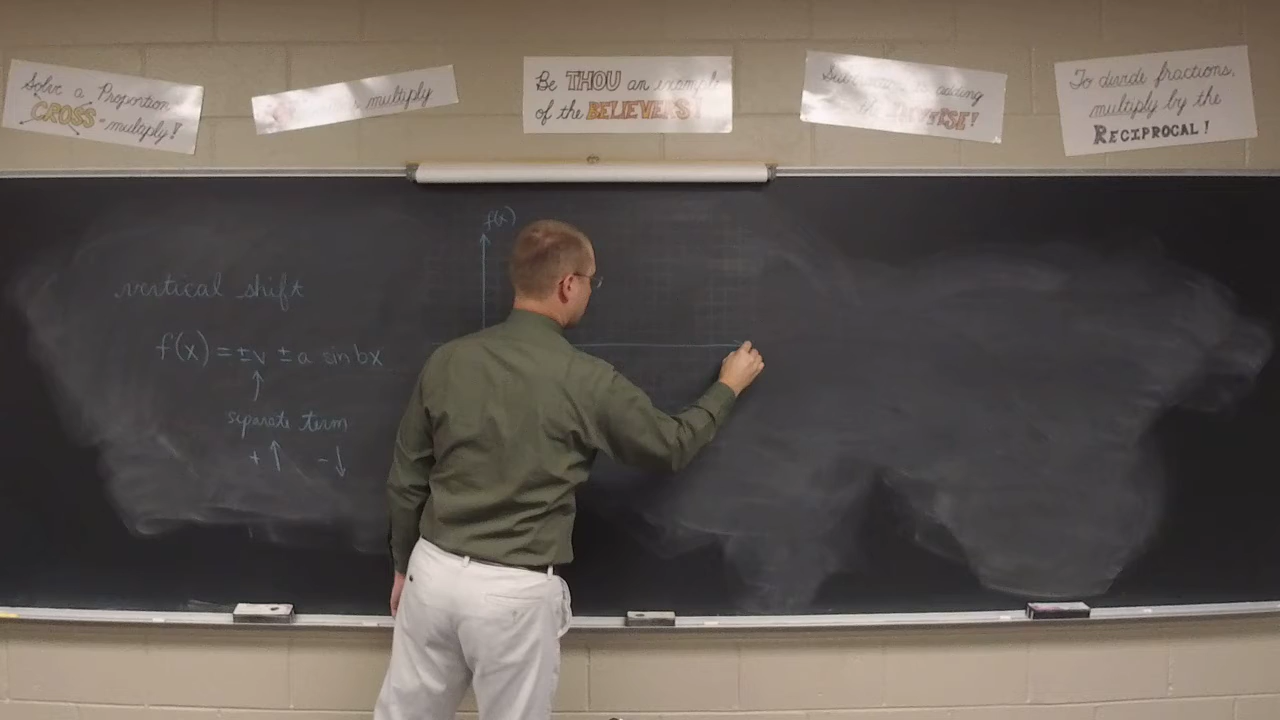 Solve a Proportion
CROSS-multiply!
multiply
Be THOU an example
of the BELIEVERS!
adding
To divide fractions,
multiply by the
RECIPROCAL!
f(x)
vertical shift
f(x) = ±v ±a sin bx
↑
separate term
+ ↑ - ↓